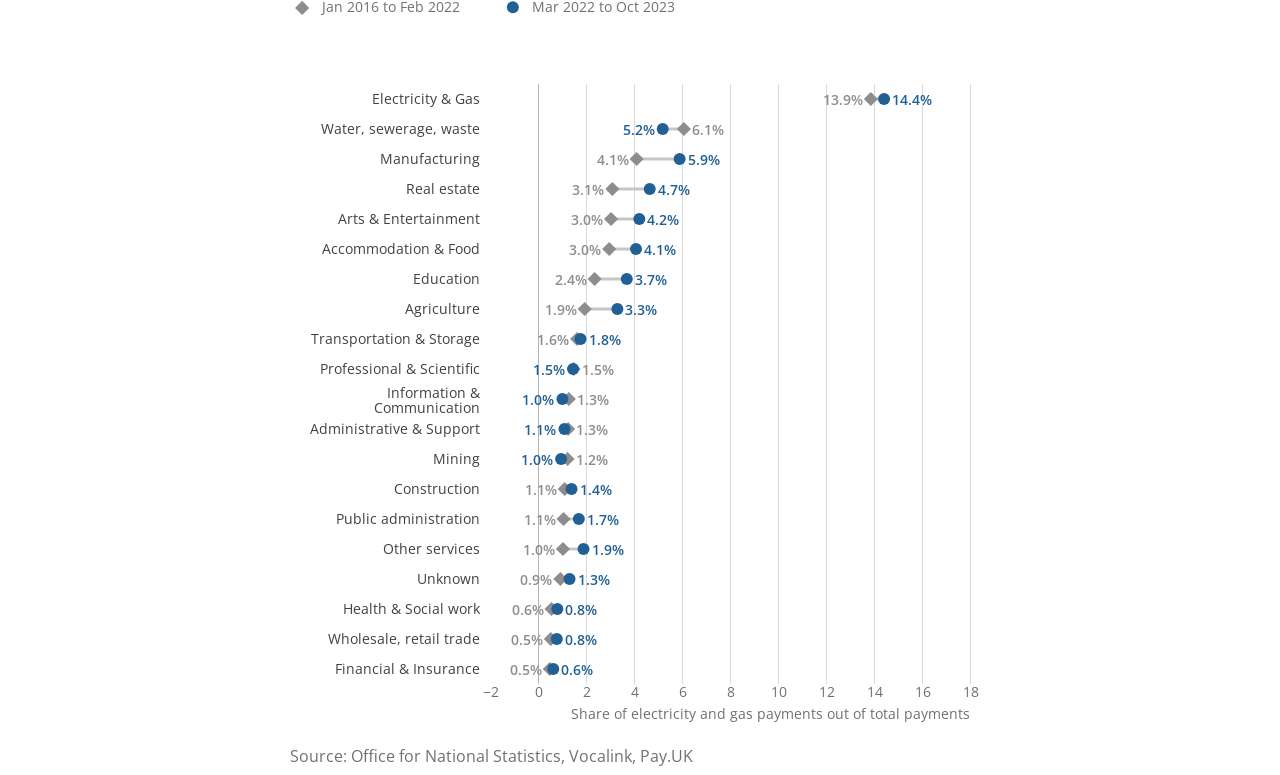 Jan 2016 to Feb 2022 Mar 2022 to Oct 2023
Electricity & Gas 13.9% 14.4%
Water, sewerage, waste 5.2% 6.1%
Manufacturing 4.1% 5.9%
Real estate 3.1% 4.7%
Arts & Entertainment 3.0% 4.2%
Accommodation & Food 3.0% 4.1%
Education 2.4% 3.7%
Agriculture 1.9% 3.3%
Transportation & Storage 1.6% 1.8%
Professional & Scientific 1.5% 1.5%
Information &
Communication 1.0% 1.3%
Administrative & Support 1.1% 1.3%
Mining 1.0% 1.2%
Construction 1.1% 1.4%
Public administration 1.1% 1.7%
Other services 1.0% 1.9%
Unknown 0.9% 1.3%
Health & Social work 0.6% 0.8%
Wholesale, retail trade 0.5% 0.8%
Financial & Insurance 0.5% 0.6%
−2 0 2 4 6 8 10 12 14 16 18
Share of electricity and gas payments out of total payments
Source: Office for National Statistics, Vocalink, Pay.UK